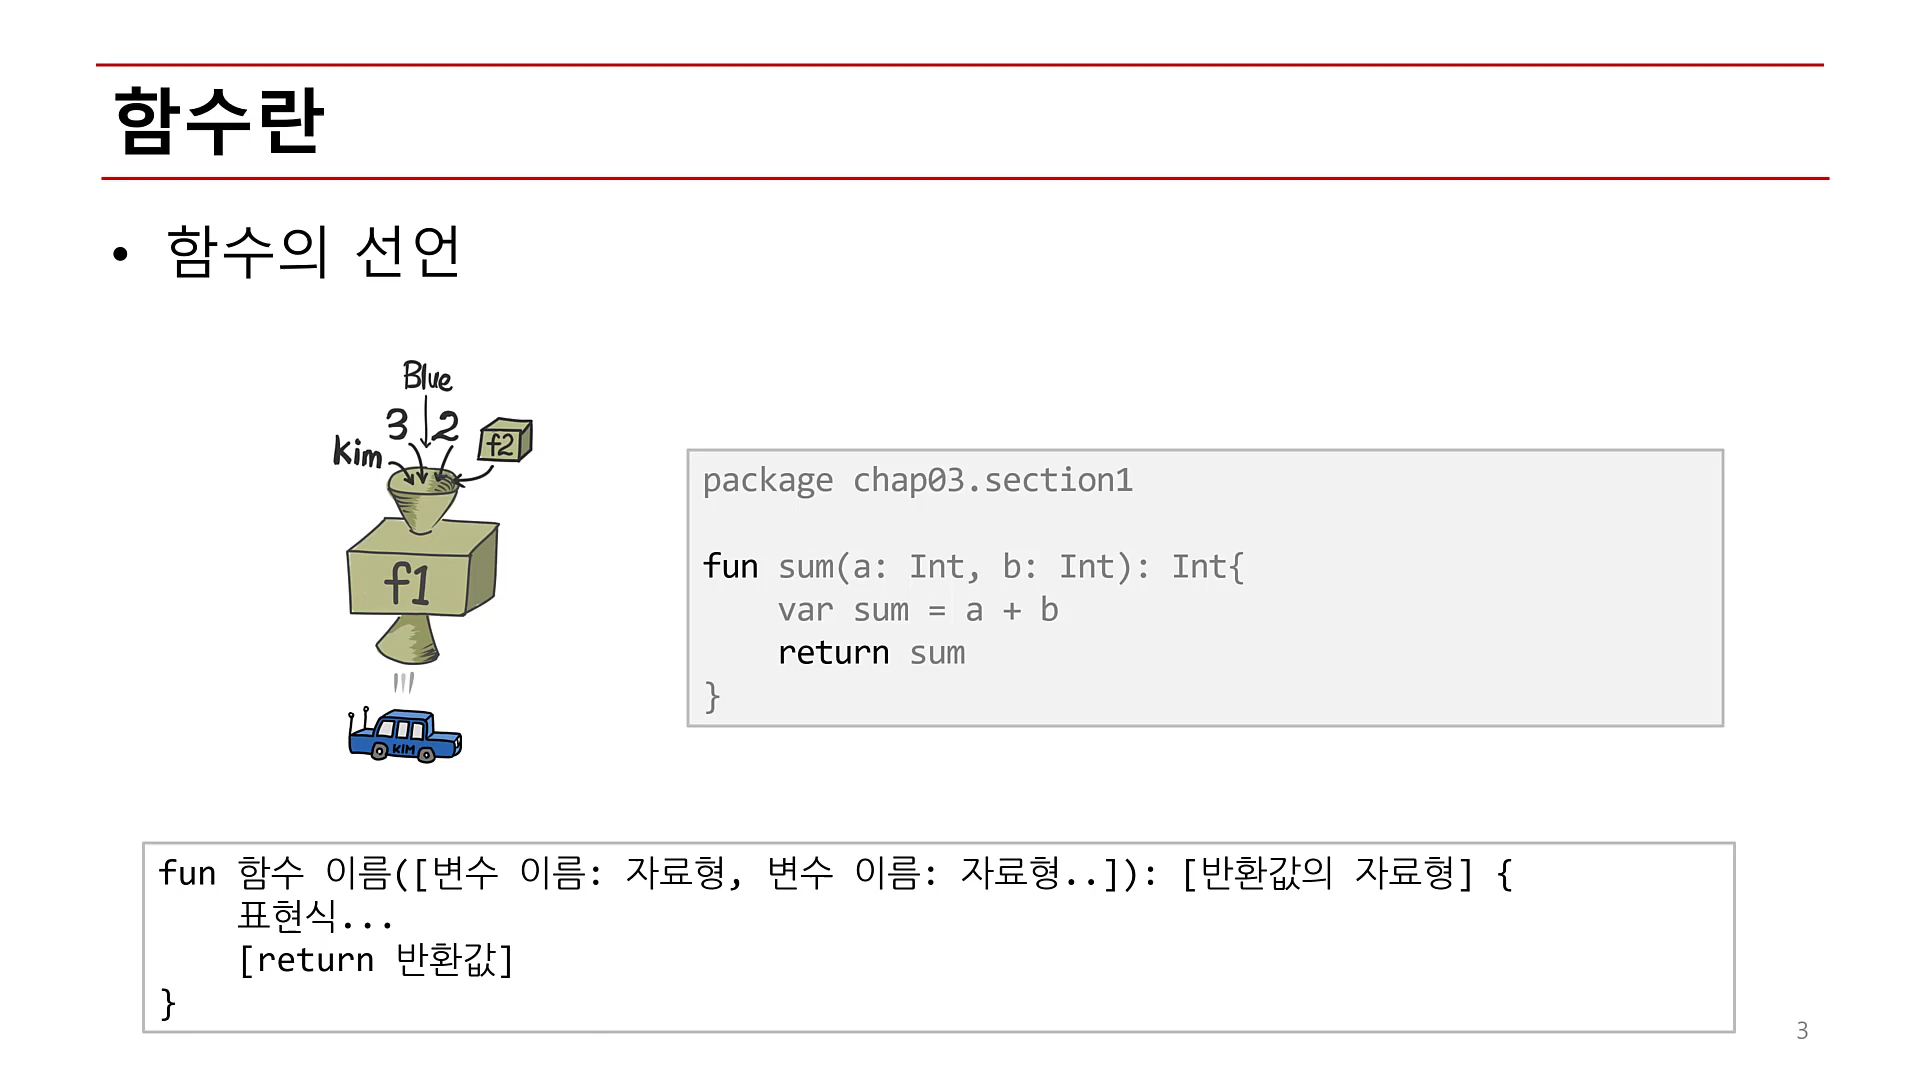 함수란
• 함수의 선언
Blue
3 2
Kim
f2
f1
KIM
package chap03.section1
fun sum(a: Int, b: Int): Int{
var sum = a + b
return sum
}
fun 함수 이름([변수 이름: 자료형, 변수 이름: 자료형..]): [반환값의 자료형] {
표현식...
[return 반환값]
}
3